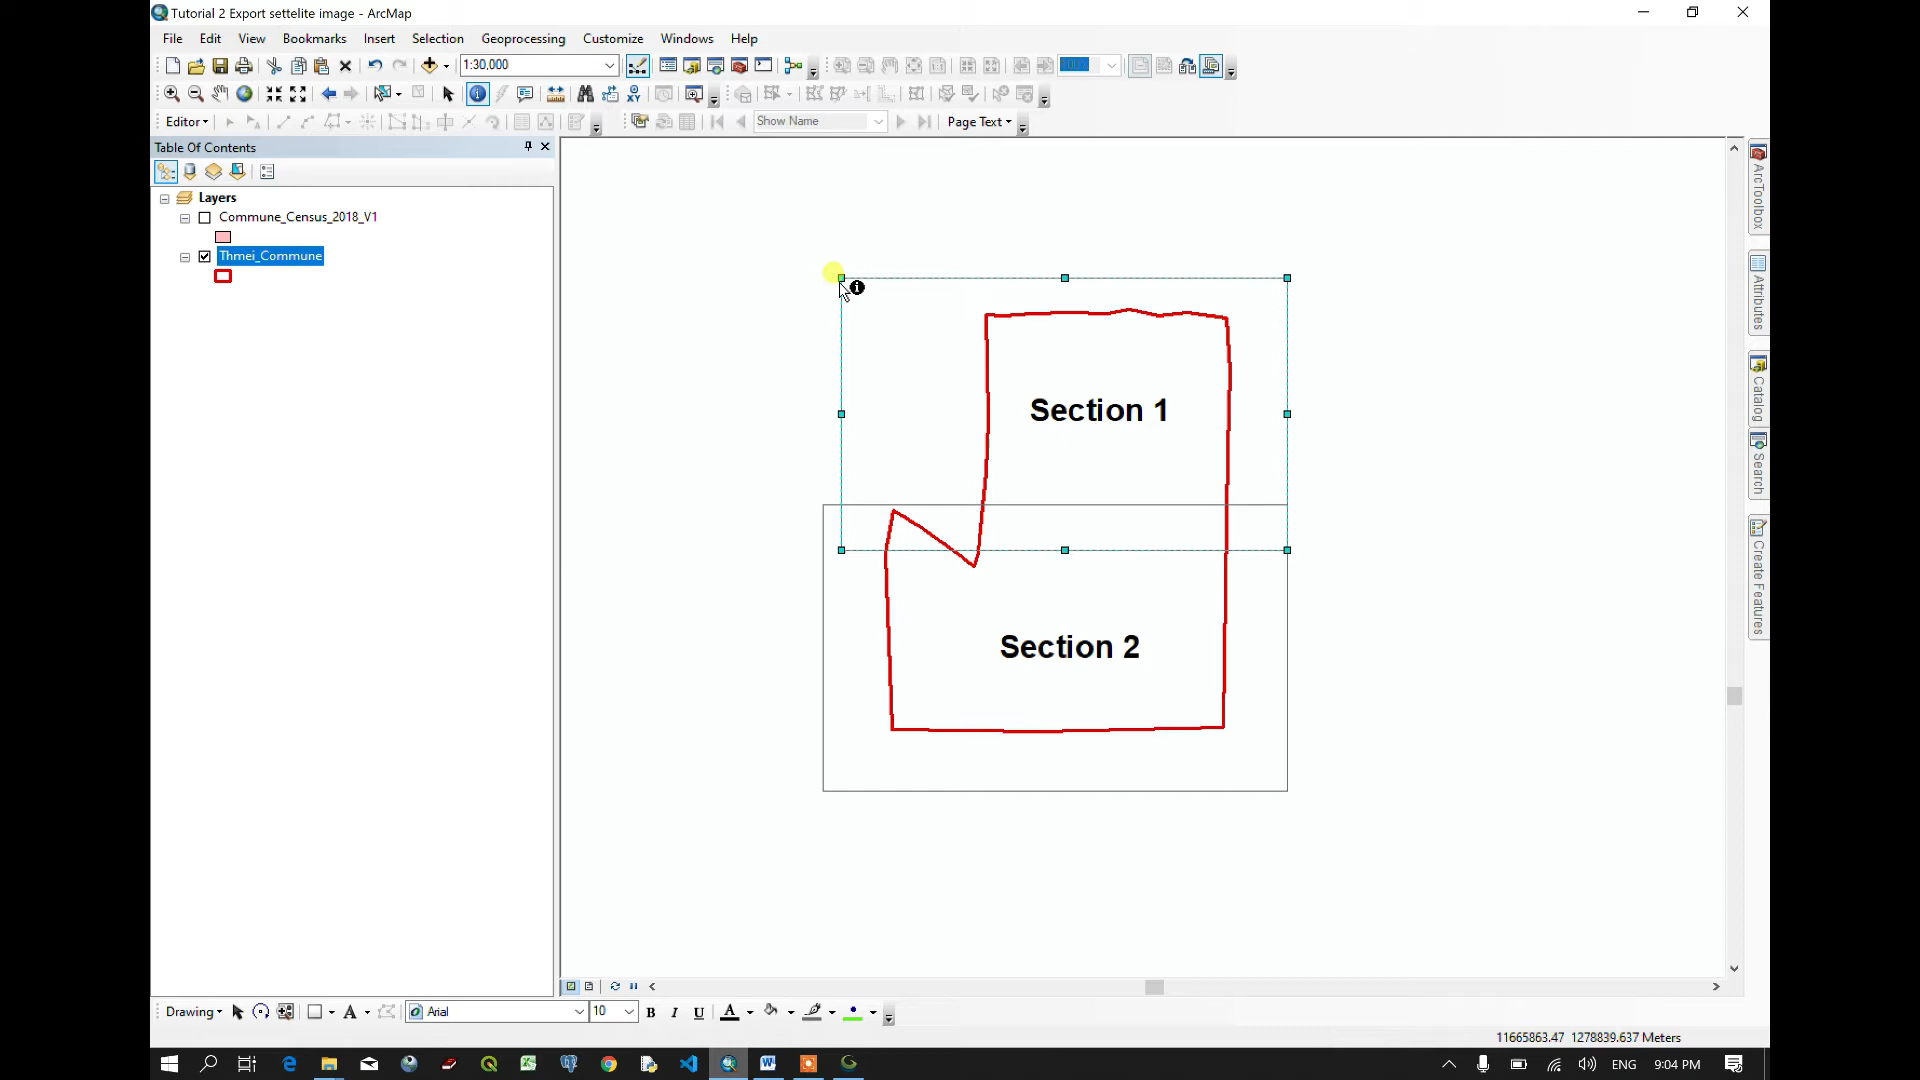 Tutorial 2 Export settelite image - ArcMap
File Edit View Bookmarks Insert Selection Geoprocessing Customize Windows Help
1:30,000
Editor Show Name Page Text
Table Of Contents
Layers
Commune_Census_2018_V1
Thmei_Commune
Section 1
Section 2
ArcToolbox
Attributes
Catalog
Search
Create Features
Drawing A Arial 10 B I U A
11665863.47 1278839.637 Meters
ENG 9:04 PM